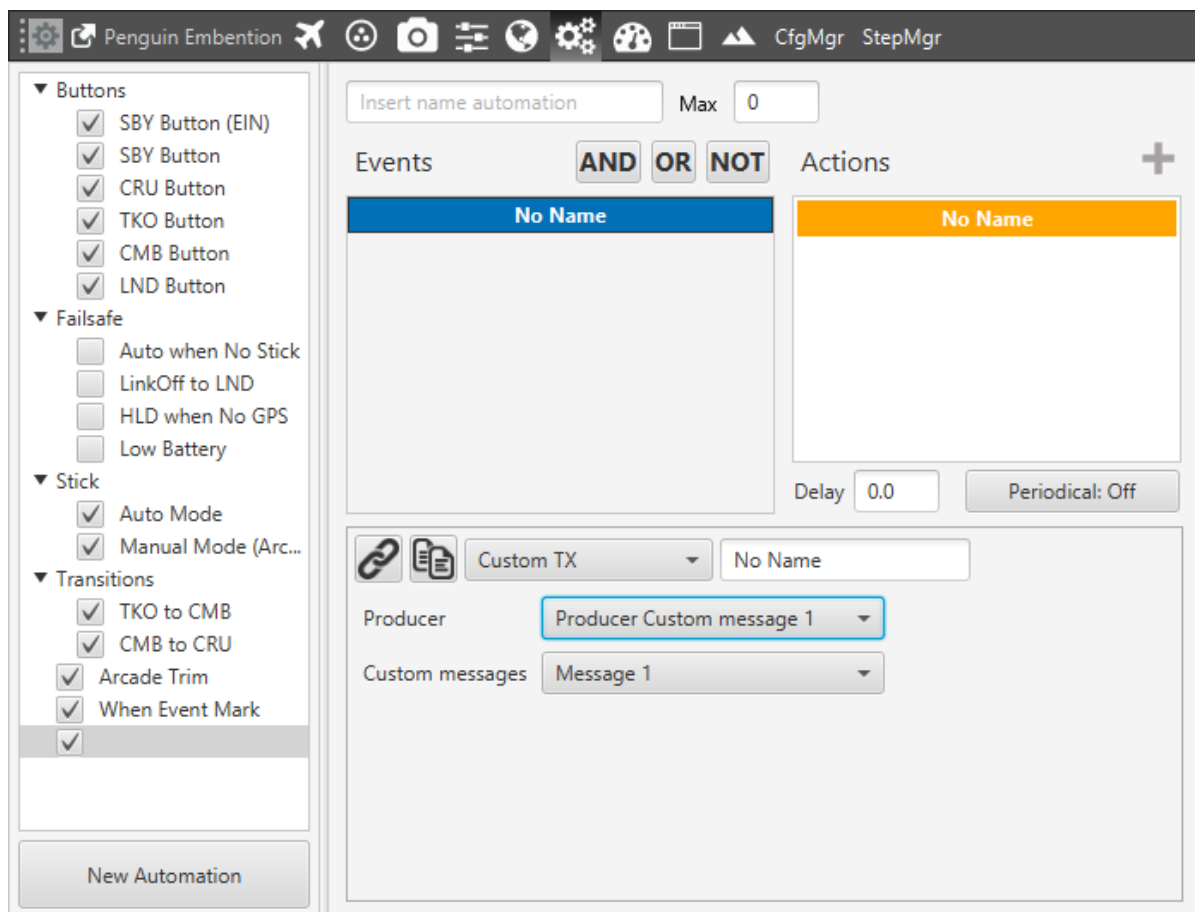 Penguin Embention CfgMgr StepMgr
Buttons
SBY Button (EIN)
SBY Button
CRU Button
TKO Button
CMB Button
LND Button
Failsafe
Auto when No Stick
LinkOff to LND
HLD when No GPS
Low Battery
Stick
Auto Mode
Manual Mode (Arc...
Transitions
TKO to CMB
CMB to CRU
Arcade Trim
When Event Mark
New Automation
Insert name automation Max 0
Events AND OR NOT Actions
No Name
No Name
Delay 0.0 Periodical: Off
Custom TX No Name
Producer Producer Custom message 1
Custom messages Message 1